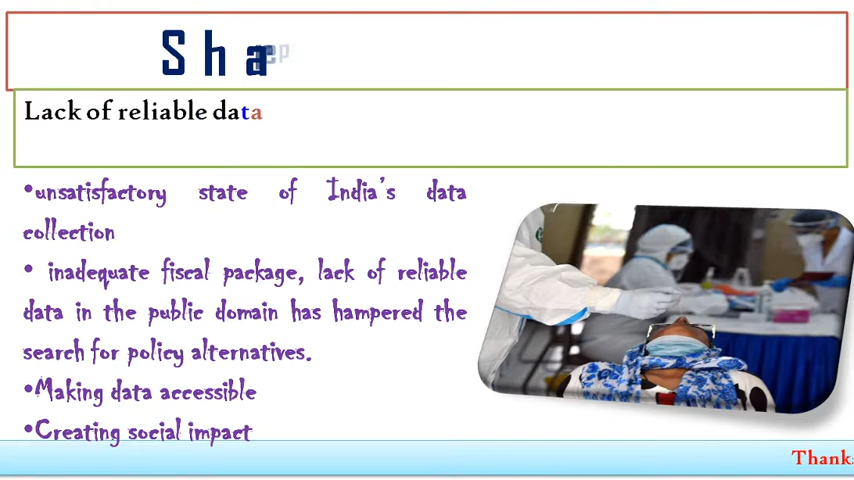 Sha
Lack of reliable data
•unsatisfactory state of India's data
collection
• inadequate fiscal package, lack of reliable
data in the public domain has hampered the
search for policy alternatives.
•Making data accessible
•Creating social impact
Thank